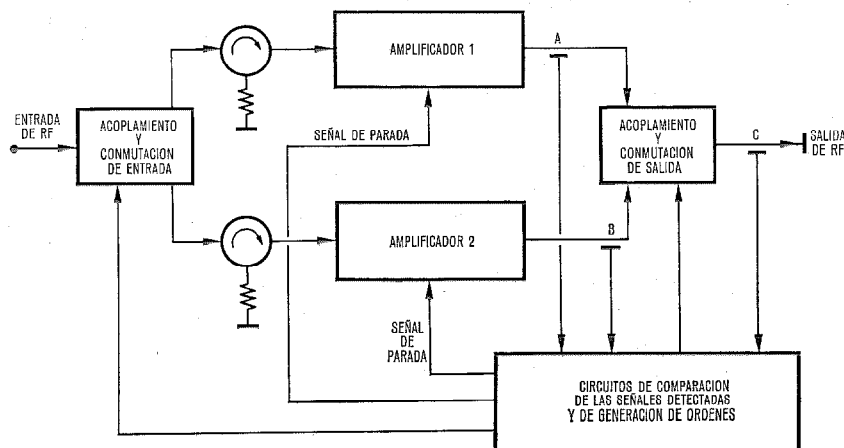 ENTRADA
DE RF
ACOPLAMIENTO
Y
CONMUTACION
DE ENTRADA
AMPLIFICADOR 1
A
SEÑAL DE PARADA
ACOPLAMIENTO
Y
CONMUTACION
DE SALIDA
C
SALIDA
DE RF
AMPLIFICADOR 2
B
SEÑAL
DE
PARADA
CIRCUITOS DE COMPARACION
DE LAS SEÑALES DETECTADAS
Y DE GENERACION DE ORDENES